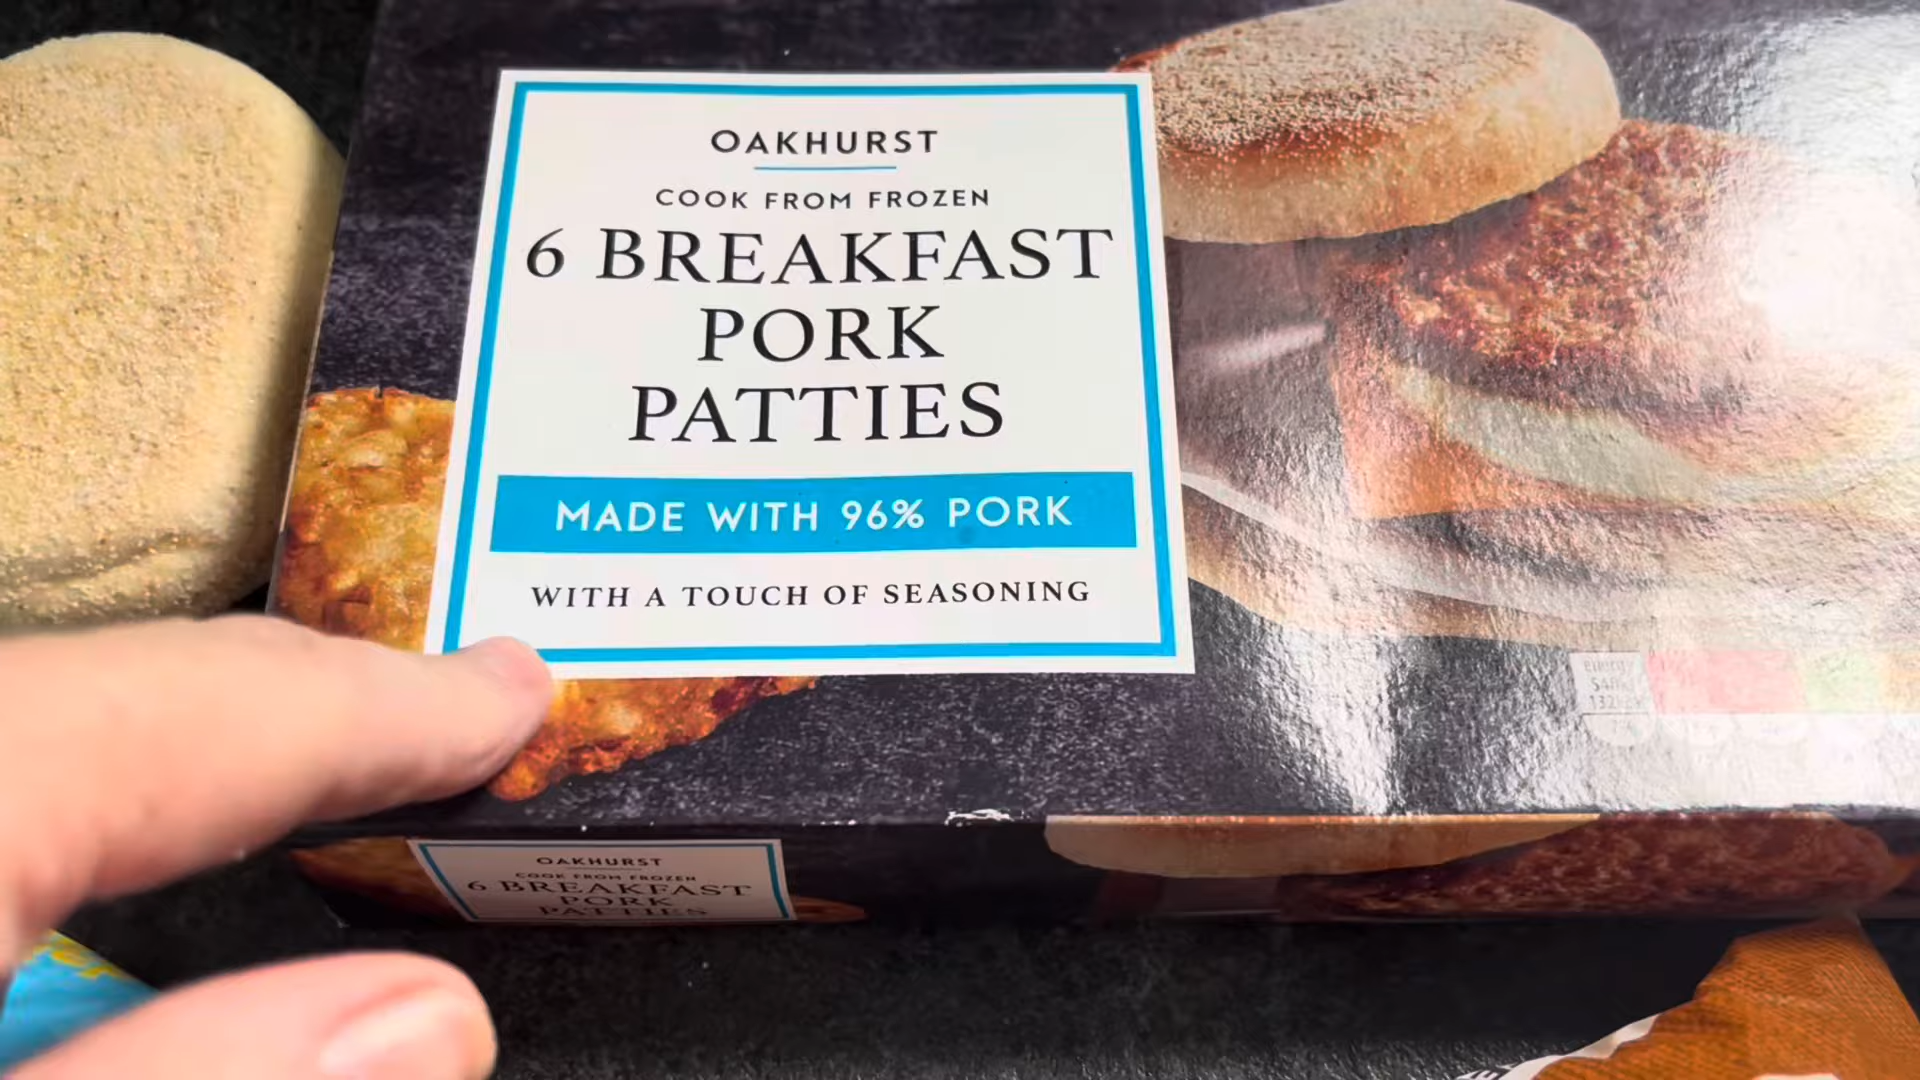 OAKHURST
COOK FROM FROZEN
6 BREAKFAST
PORK
PATTIES
MADE WITH 96% PORK
WITH A TOUCH OF SEASONING
energy
OAKHURST
COOK FROM FROZEN
6 BREAKFAST
PORK
PATTIES